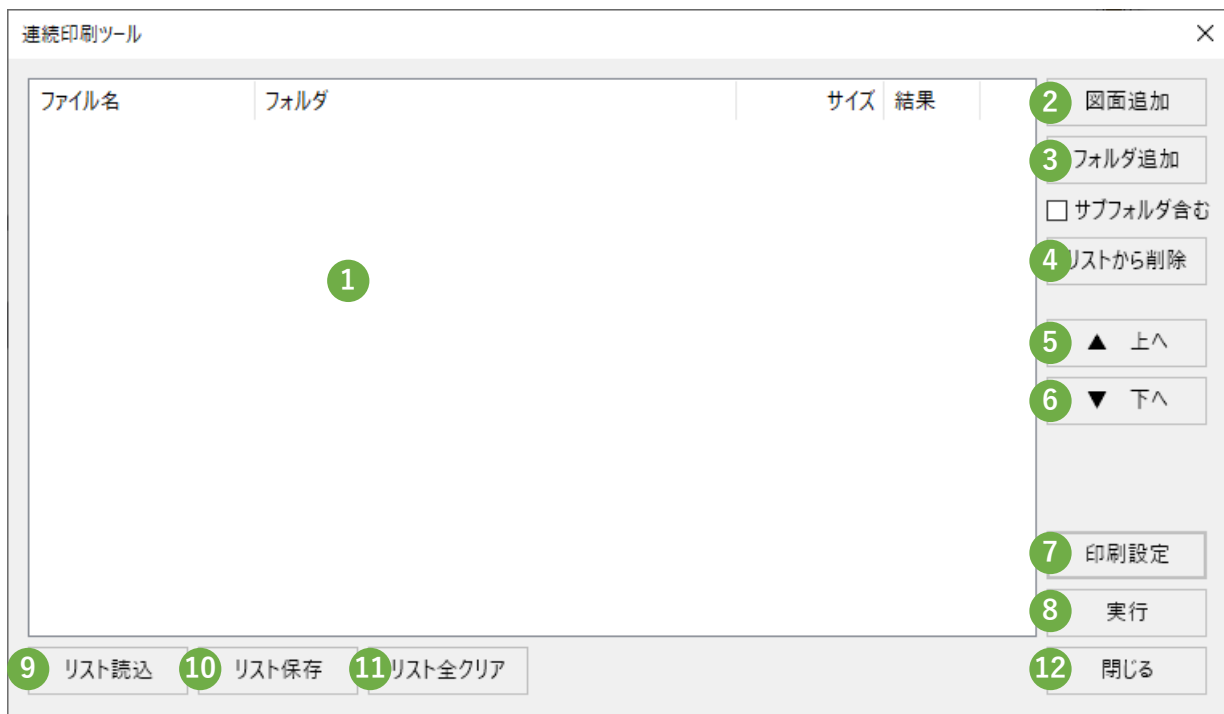 連続印刷ツール
ファイル名 フォルダ サイズ 結果
2 図面追加
3 フォルダ追加
サブフォルダ含む
4 リストから削除
1
5 ▲ 上へ
6 ▼ 下へ
7 印刷設定
8 実行
9 リスト読込 10 リスト保存 11 リスト全クリア 12 閉じる